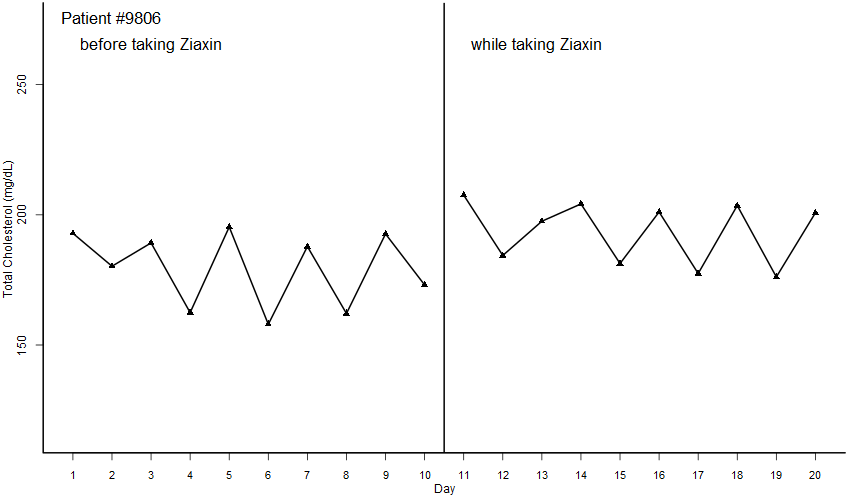 Patient #9806
before taking Ziaxin
while taking Ziaxin
Total Cholesterol (mg/dL)
250
200
150
1 2 3 4 5 6 7 8 9 10 11 12 13 14 15 16 17 18 19 20
Day